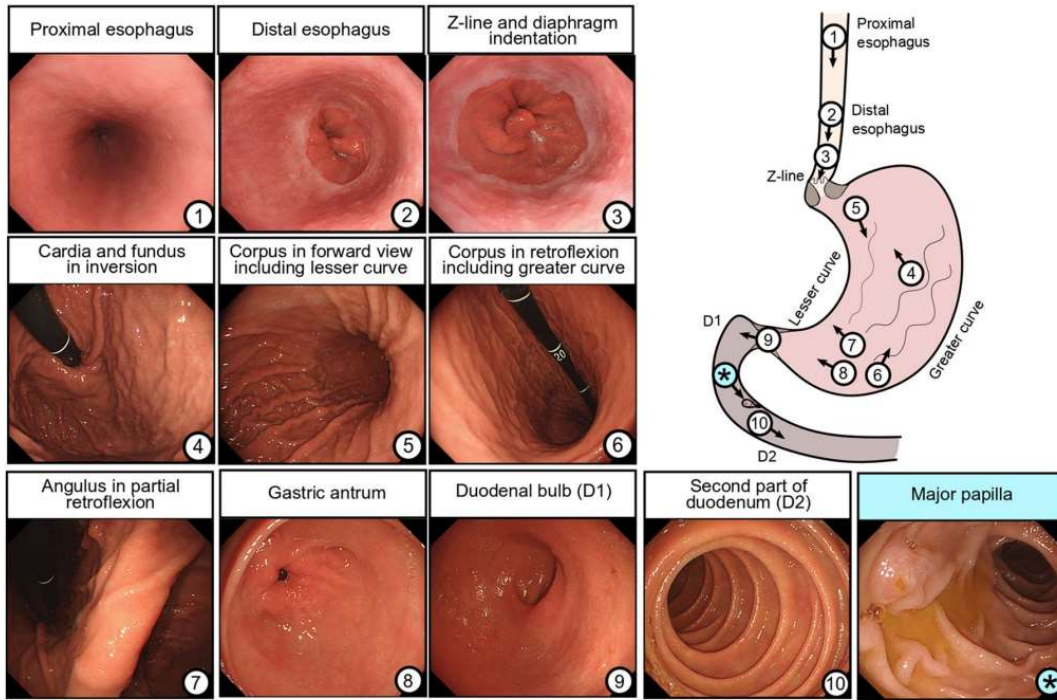 Proximal esophagus
1
Distal esophagus
2
Z-line and diaphragm
indentation
3
Cardia and fundus
in inversion
4
Corpus in forward view
including lesser curve
5
Corpus in retroflexion
including greater curve
20
6
Angulus in partial
retroflexion
7
Gastric antrum
8
Duodenal bulb (D1)
9
Second part of
duodenum (D2)
10
Major papilla
*
1
Proximal
esophagus
2
Distal
esophagus
3
Z-line
5
4
Lesser curve
Greater curve
D1
9
7
8
6
*
10
D2